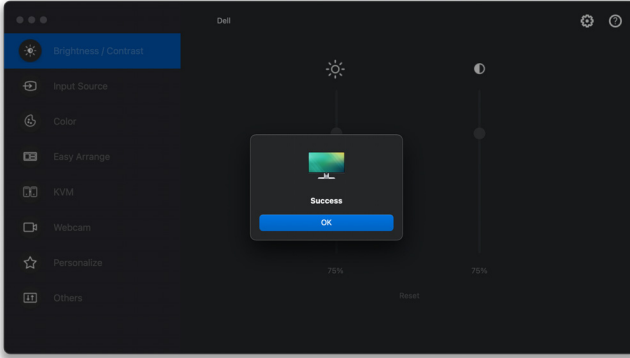 Dell
Brightness / Contrast
Input Source
Color
Easy Arrange
KVM
Webcam
Personalize
Others
Success
OK
75%
75%
Reset